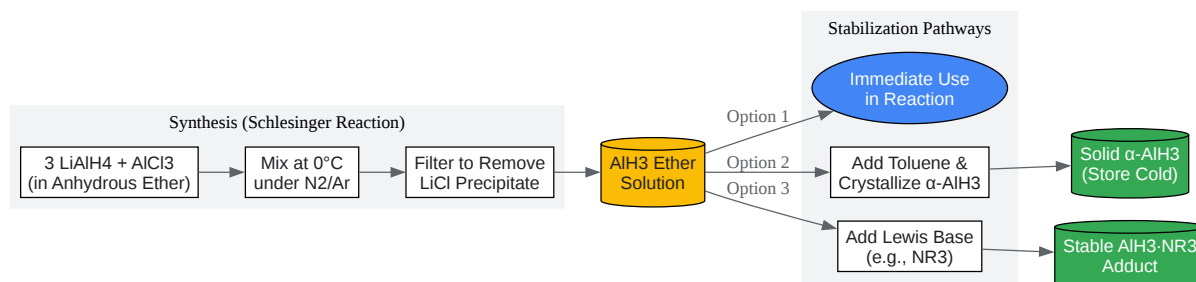 Synthesis (Schlesinger Reaction)
3 LiAlH4 + AlCl3
(in Anhydrous Ether)
Mix at 0°C
under N2/Ar
Filter to Remove
LiCl Precipitate
AlH3 Ether
Solution
Option 1
Option 2
Option 3
Stabilization Pathways
Immediate Use
in Reaction
Add Toluene &
Crystallize α-AlH3
Add Lewis Base
(e.g., NR3)
Solid α-AlH3
(Store Cold)
Stable AlH3·NR3
Adduct